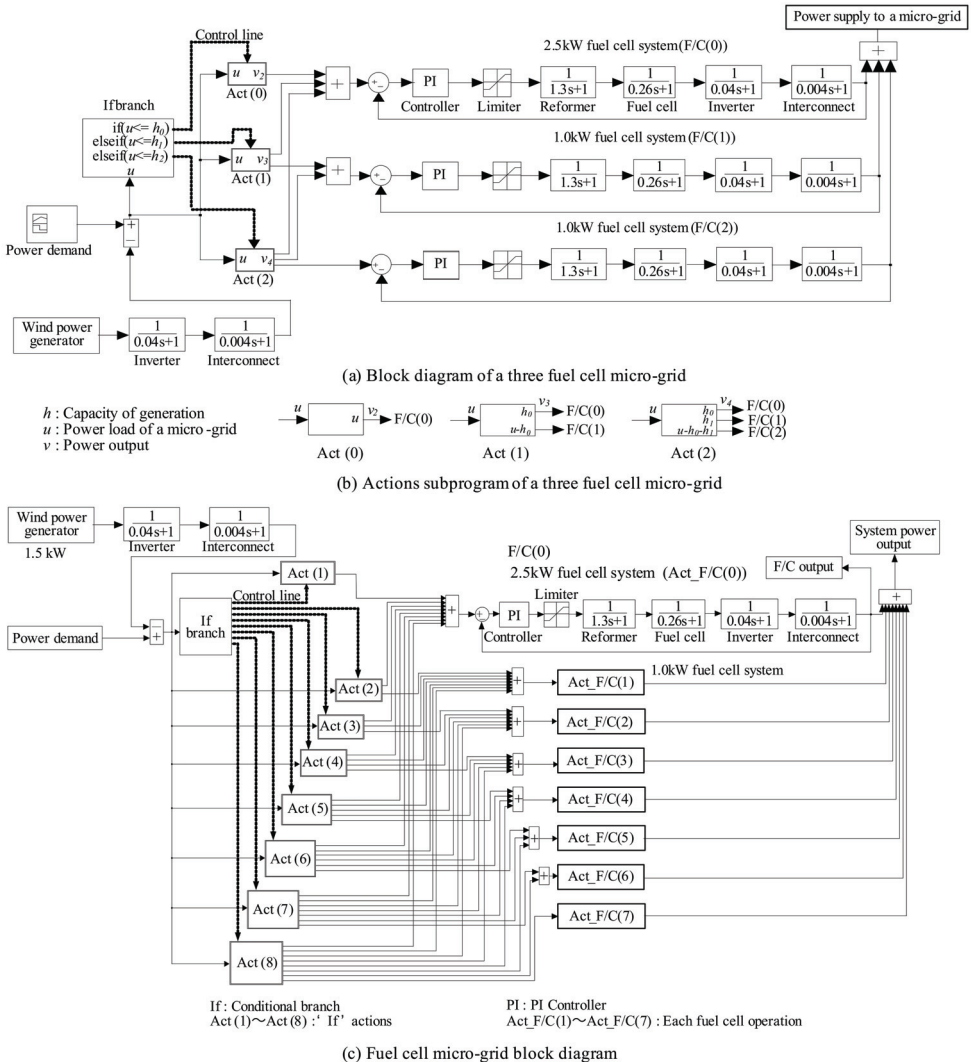 Power supply to a micro-grid
Control line
2.5kW fuel cell system(F/C(0))
+
u v2
Act (0)
+
PI
Controller
Limiter
1
1.3s+1
Reformer
1
0.26s+1
Fuel cell
1
0.04s+1
Inverter
1
0.004s+1
Interconnect
If branch
if(u<= h0)
elseif(u<=h1)
elseif(u<=h2)
u
u v3
Act (1)
1.0kW fuel cell system(F/C(1))
+
PI
1
1.3s+1
1
0.26s+1
1
0.04s+1
1
0.004s+1
Power demand
+
−
u v4
Act (2)
1.0kW fuel cell system(F/C(2))
PI
1
1.3s+1
1
0.26s+1
1
0.04s+1
1
0.004s+1
Wind power
generator
1
0.04s+1
Inverter
1
0.004s+1
Interconnect
(a) Block diagram of a three fuel cell micro-grid
h : Capacity of generation
u : Power load of a micro -grid
v : Power output
u
u
v2
F/C(0)
Act (0)
u
h0
u-h0
v3
F/C(0)
F/C(1)
Act (1)
u
h0
h1
u-h0-h1
v4
F/C(0)
F/C(1)
F/C(2)
Act (2)
(b) Actions subprogram of a three fuel cell micro-grid
Wind power
generator
1.5 kW
1
0.04s+1
Inverter
1
0.004s+1
Interconnect
System power
output
F/C output
+
F/C(0)
2.5kW fuel cell system (Act_F/C(0))
Act (1)
Control line
If
branch
Power demand
−
+
+
PI
Controller
Limiter
1
1.3s+1
Reformer
1
0.26s+1
Fuel cell
1
0.04s+1
Inverter
1
0.004s+1
Interconnect
1.0kW fuel cell system
Act (2)
+
Act_F/C(1)
Act (3)
+
Act_F/C(2)
Act (4)
+
Act_F/C(3)
Act (5)
+
Act_F/C(4)
Act (6)
+
Act_F/C(5)
Act (7)
+
Act_F/C(6)
Act (8)
Act_F/C(7)
If : Conditional branch
Act (1)～Act (8) :‘ If’ actions
PI : PI Controller
Act_F/C(1)～Act_F/C(7) : Each fuel cell operation
(c) Fuel cell micro-grid block diagram